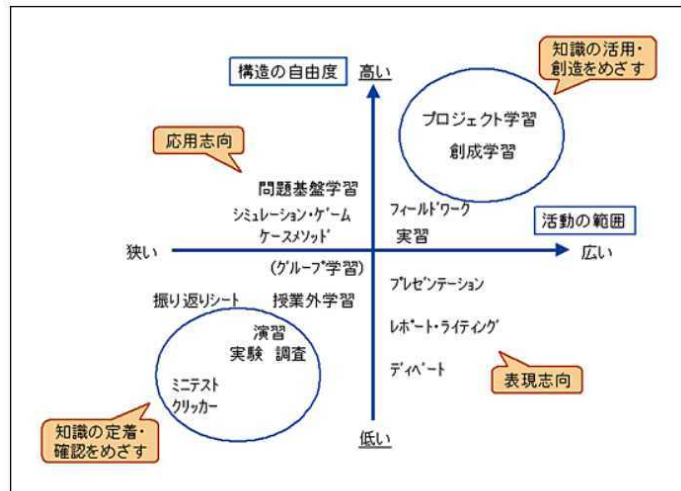 知識の活用・
創造をめざす
構造の自由度
高い
プロジェクト学習
創成学習
応用志向
問題基盤学習
シミュレーション・ゲーム
ケースメソッド
フィールドワーク
実習
活動の範囲
狭い
広い
(グループ学習)
プレゼンテーション
振り返りシート
授業外学習
演習
実験 調査
レポート・ライティング
ディベート
表現志向
ミニテスト
クリッカー
知識の定着・
確認をめざす
低い